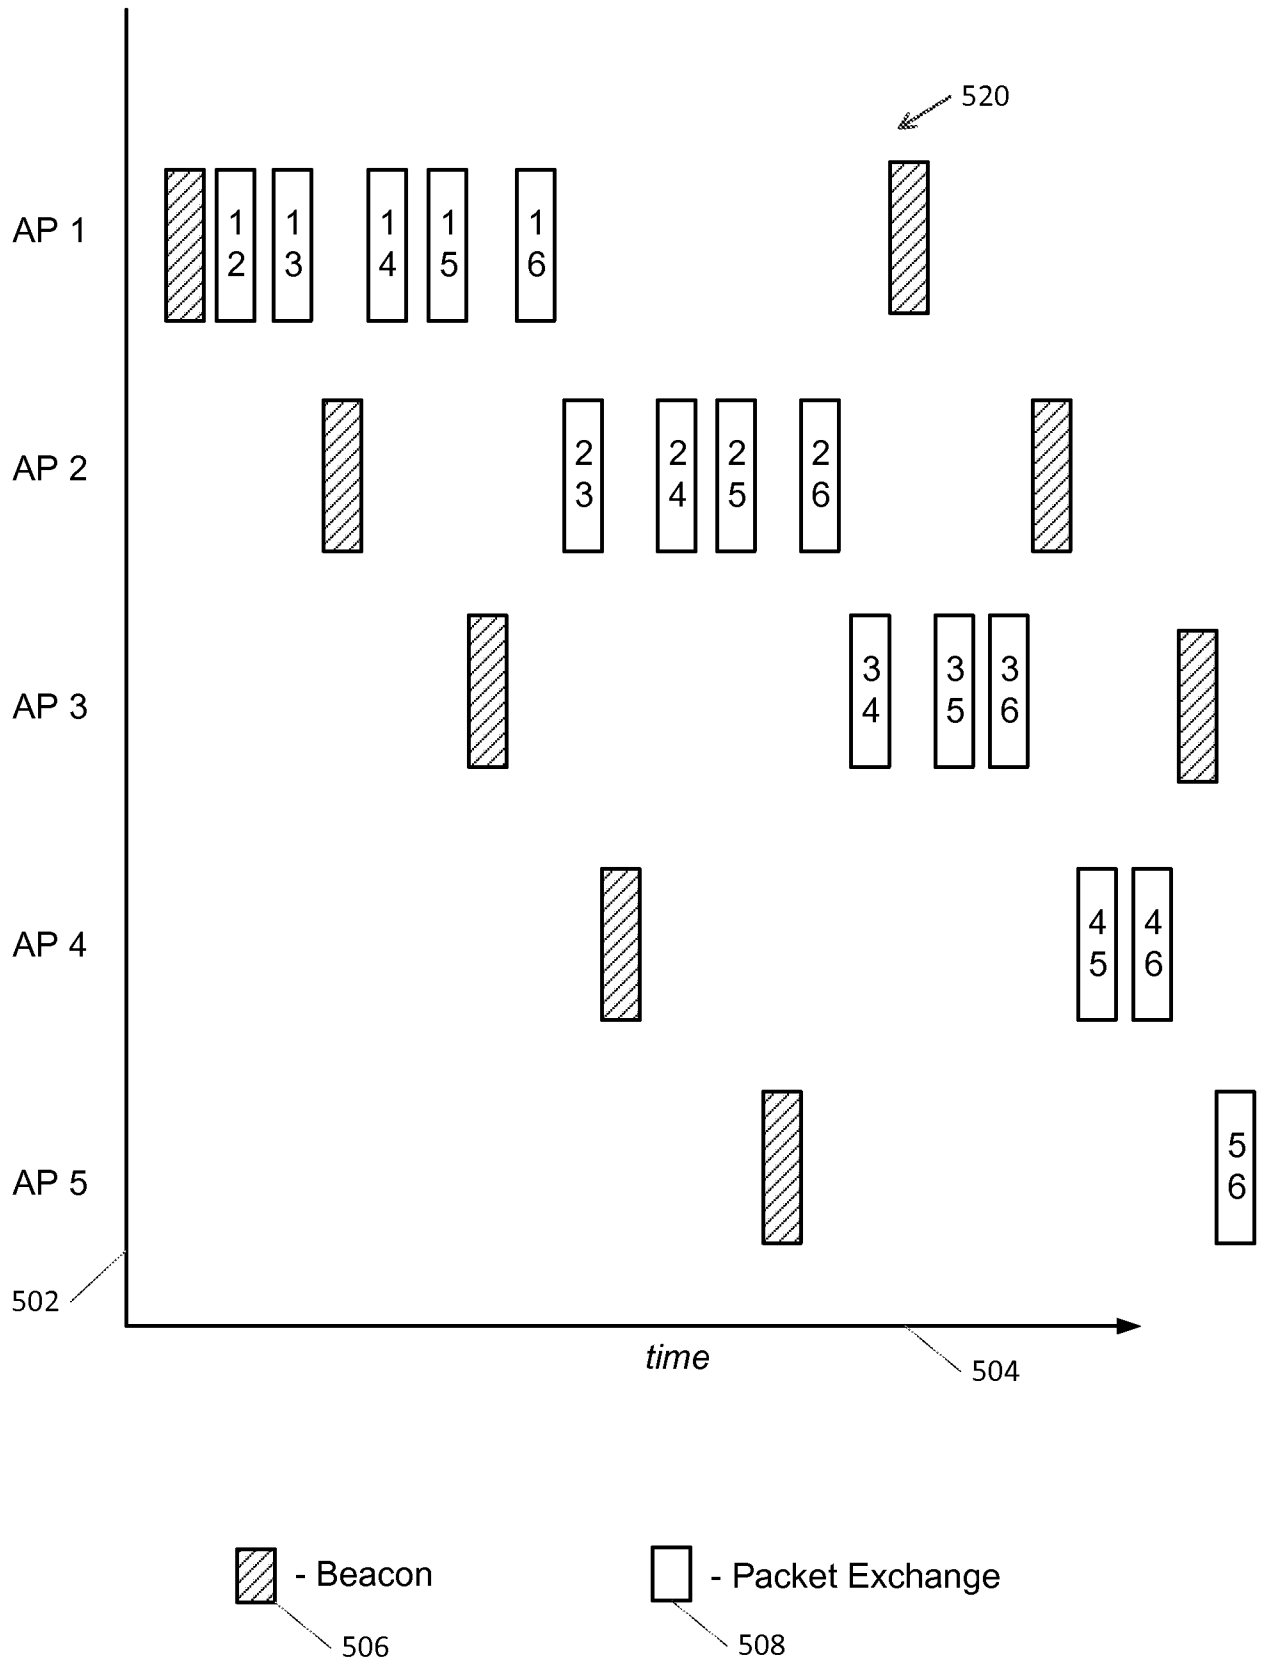 520
AP 1
1 1 1 1 1
2 3 4 5 6
AP 2
2 2 2 2
3 4 5 6
AP 3
3 3 3
4 5 6
AP 4
4 4
5 6
AP 5
5
6
502
time
504
- Beacon
- Packet Exchange
506
508